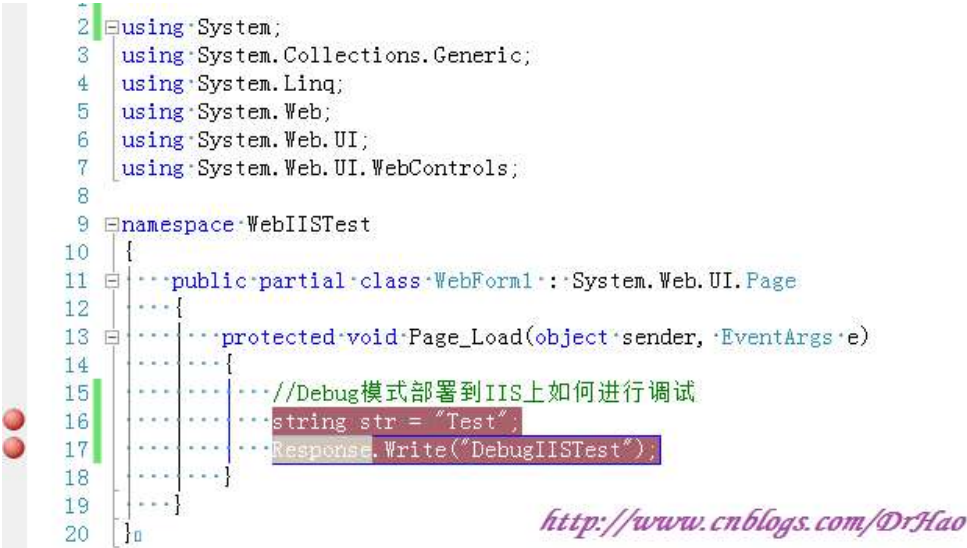 1
2 using System;
3 using System.Collections.Generic;
4 using System.Linq;
5 using System.Web;
6 using System.Web.UI;
7 using System.Web.UI.WebControls;
8
9 namespace WebIISTest
10 {
11 public partial class WebForm1 : System.Web.UI.Page
12 {
13 protected void Page_Load(object sender, EventArgs e)
14 {
15 //Debug模式部署到IIS上如何进行调试
16 string str = "Test";
17 Response.Write("DebugIISTest");
18 }
19 }
20 }
http://www.cnblogs.com/DrHao